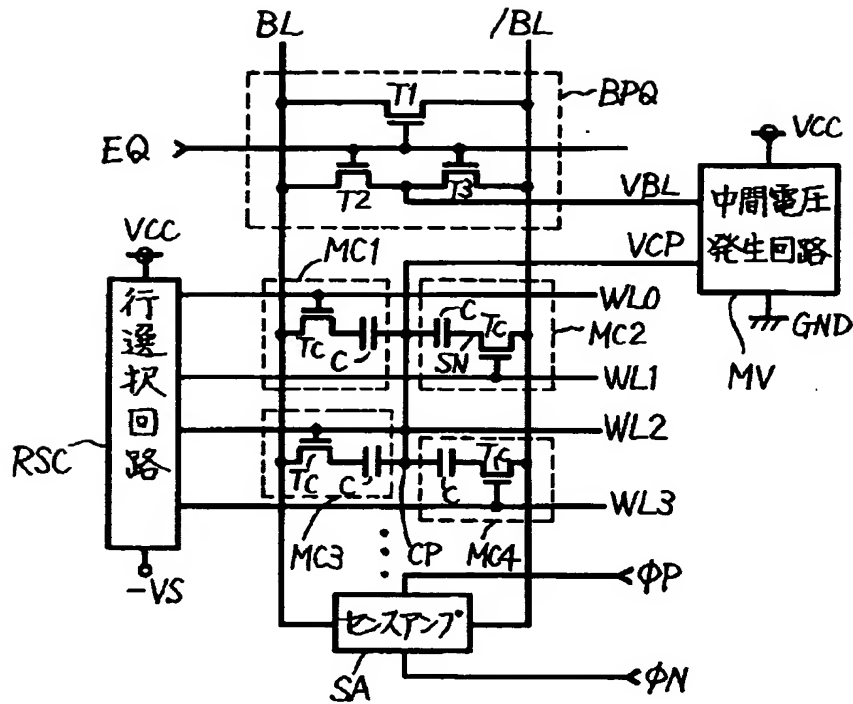 BL
/BL
BPQ
T1
EQ
T2
T3
VBL
VCC
中間電圧
発生回路
VCP
VCC
MC1
行選択回路
WL0
C
Tc
MC2
GND
Tc
C
SN
WL1
MV
RSC
WL2
Tc
C
Tc
C
WL3
MC3
CP
MC4
-VS
φP
センスアンプ
SA
φN